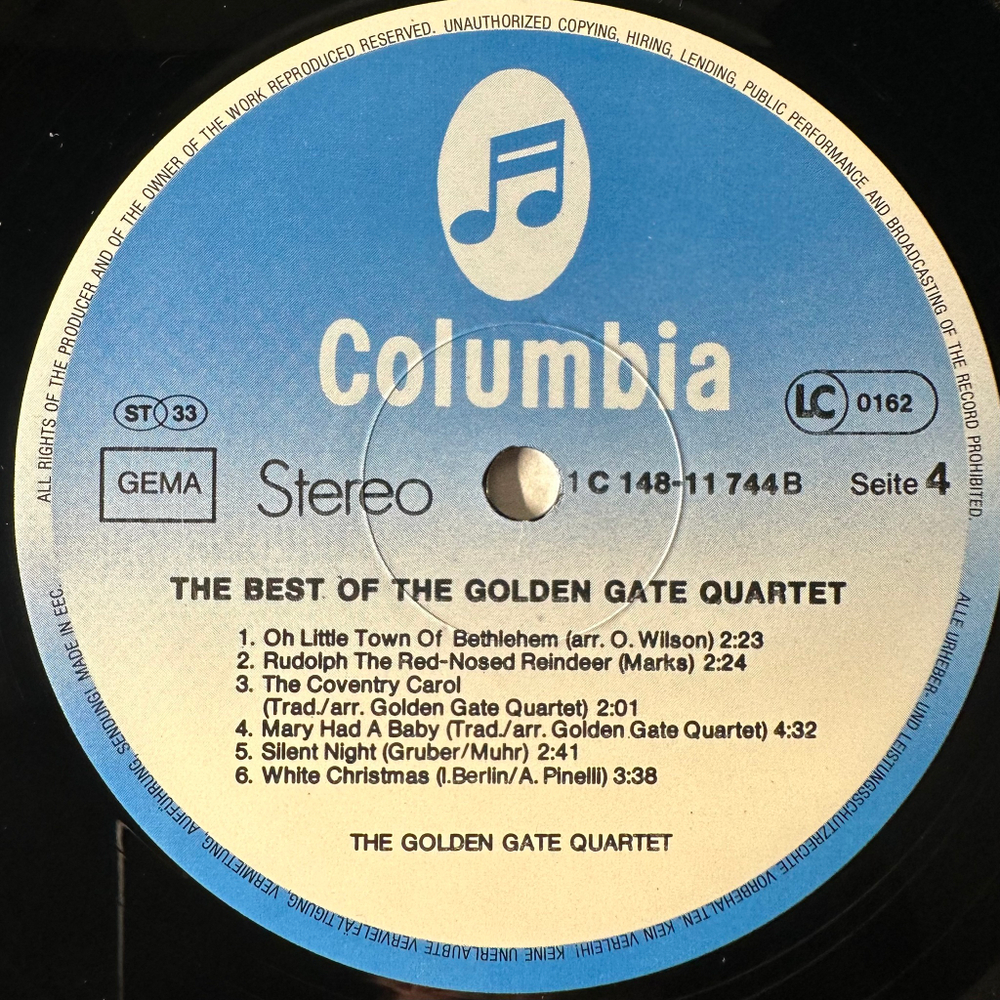 ALL RIGHTS OF THE PRODUCER AND OF THE OWNER OF THE WORK REPRODUCED RESERVED. UNAUTHORIZED COPYING, HIRING, LENDING, PUBLIC PERFORMANCE AND BROADCASTING OF THE RECORD PROHIBITED.
Columbia
ST 33
LC 0162
GEMA
Stereo
1 C 148-11 744 B
Seite 4
THE BEST OF THE GOLDEN GATE QUARTET
1. Oh Little Town Of Bethlehem (arr. O. Wilson) 2:23
2. Rudolph The Red-Nosed Reindeer (Marks) 2:24
3. The Coventry Carol
(Trad./arr. Golden Gate Quartet) 2:01
4. Mary Had A Baby (Trad./arr. Golden Gate Quartet) 4:32
5. Silent Night (Gruber/Muhr) 2:41
6. White Christmas (I.Berlin/A. Pinelli) 3:38
THE GOLDEN GATE QUARTET
ALLE URHEBER- UND LEISTUNGSSCHUTZRECHTE VORBEHALTEN. KEIN VERLEIH! KEINE UNERLAUBTE VERVIELFÄLTIGUNG, VERMIETUNG, AUFFÜHRUNG, SENDUNG! MADE IN EEC.